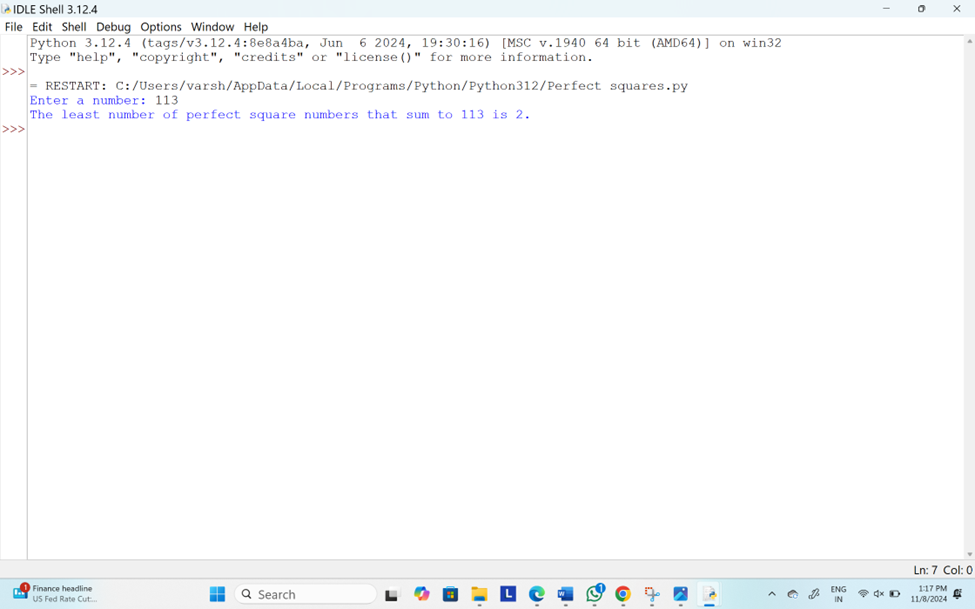 IDLE Shell 3.12.4
File Edit Shell Debug Options Window Help
Python 3.12.4 (tags/v3.12.4:8e8a4ba, Jun  6 2024, 19:30:16) [MSC v.1940 64 bit (AMD64)] on win32
Type "help", "copyright", "credits" or "license()" for more information.
>>>
= RESTART: C:/Users/varsh/AppData/Local/Programs/Python/Python312/Perfect squares.py
Enter a number: 113
The least number of perfect square numbers that sum to 113 is 2.
>>>
Ln: 7 Col: 0
1
Finance headline
US Fed Rate Cut:...
Search
L
W
1
ENG
IN
1:17 PM
11/8/2024